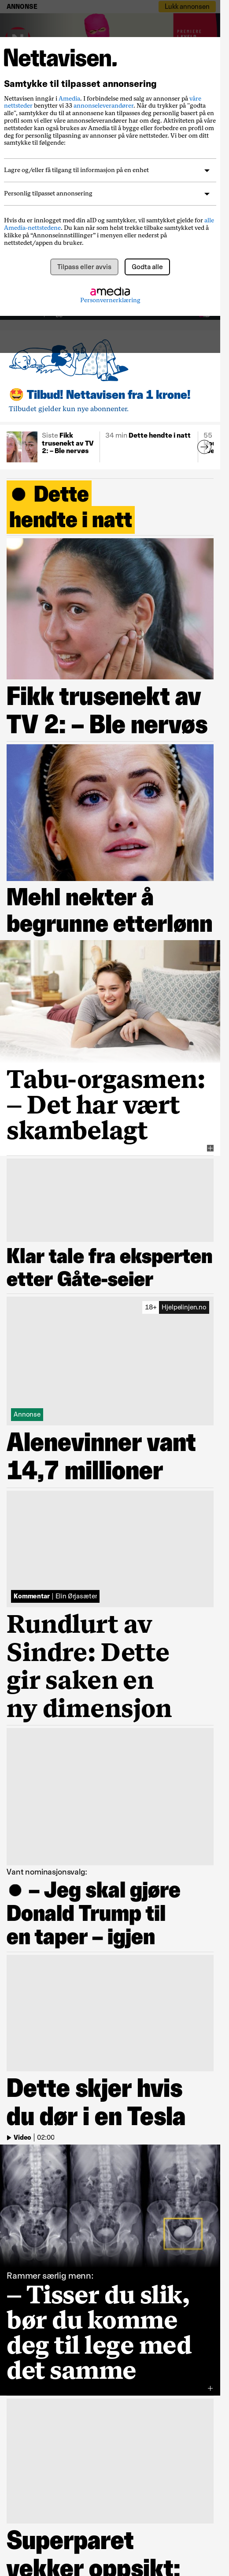 ANNONSE
Lukk annonsen
Nettavisen.
Samtykke til tilpasset annonsering
Nettavisen inngår i Amedia. I forbindelse med salg av annonser på våre
nettsteder benytter vi 33 annonseleverandører. Når du trykker på "godta
alle", samtykker du til at annonsene kan tilpasses deg personlig basert på din
profil som vi, eller våre annonseleverandører har om deg. Aktiviteten på våre
nettsteder kan også brukes av Amedia til å bygge eller forbedre en profil om
deg for personlig tilpasning av annonser på våre nettsteder. Vi ber om ditt
samtykke til følgende:
Lagre og/eller få tilgang til informasjon på en enhet
Personlig tilpasset annonsering
Hvis du er innlogget med din aID og samtykker, vil samtykket gjelde for alle
Amedia-nettstedene. Du kan når som helst trekke tilbake samtykket ved å
klikke på “Annonseinnstillinger” i menyen eller nederst på
nettstedet/appen du bruker.
Tilpass eller avvis
Godta alle
amedia
Personvernerklæring
🤩 Tilbud! Nettavisen fra 1 krone!
Tilbudet gjelder kun nye abonnenter.
Siste Fikk
trusenekt av TV
2: – Ble nervøs
34 min Dette hendte i natt
55
● Dette
hendte i natt
Fikk trusenekt av
TV 2: – Ble nervøs
Mehl nekter å
begrunne etterlønn
Tabu-orgasmen:
– Det har vært
skambelagt
Klar tale fra eksperten
etter Gåte-seier
18+ Hjelpelinjen.no
Annonse
Alenevinner vant
14,7 millioner
Kommentar | Elin Ørjasæter
Rundlurt av
Sindre: Dette
gir saken en
ny dimensjon
Vant nominasjonsvalg:
● – Jeg skal gjøre
Donald Trump til
en taper – igjen
Dette skjer hvis
du dør i en Tesla
Video | 02:00
Rammer særlig menn:
– Tisser du slik,
bør du komme
deg til lege med
det samme
Superparet
vekker oppsikt: